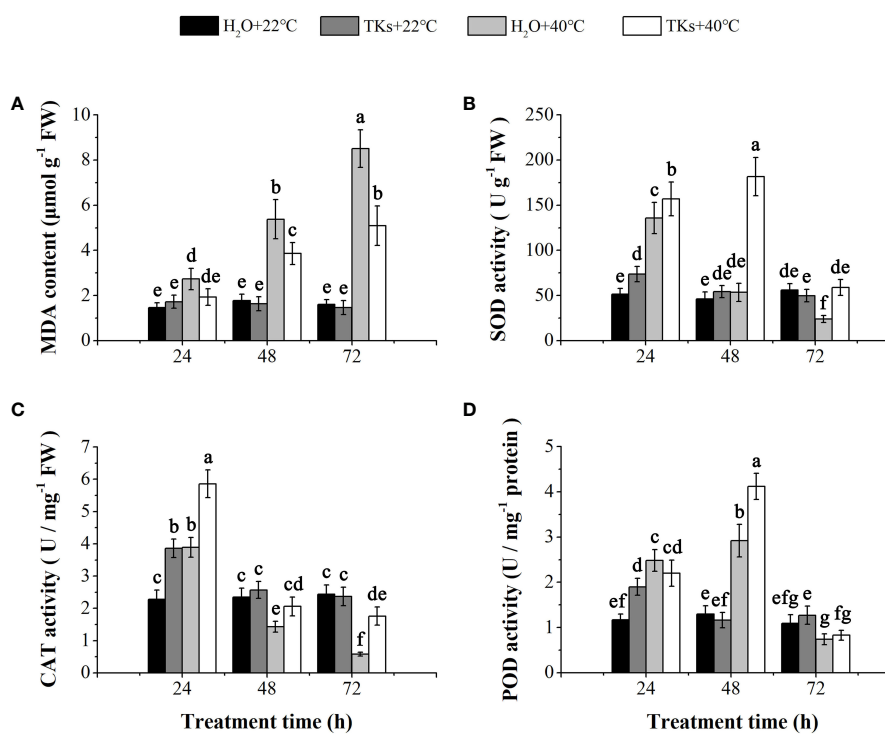 H₂O+22℃ TKs+22℃ H₂O+40℃ TKs+40℃
A
MDA content (μmol g⁻¹ FW)
10
8
6
4
2
0
e e d de
e e b c
e e a b
24 48 72
B
SOD activity ( U g⁻¹ FW)
250
200
150
100
50
0
e d c b
e de de a
de de f de
24 48 72
C
CAT activity ( U / mg⁻¹ FW )
7
6
5
4
3
2
1
0
c b b a
c c e cd
c c f de
24 48 72
Treatment time (h)
D
POD activity (U / mg⁻¹ protein)
5
4
3
2
1
0
ef d c cd
e ef b a
efg e g fg
24 48 72
Treatment time (h)